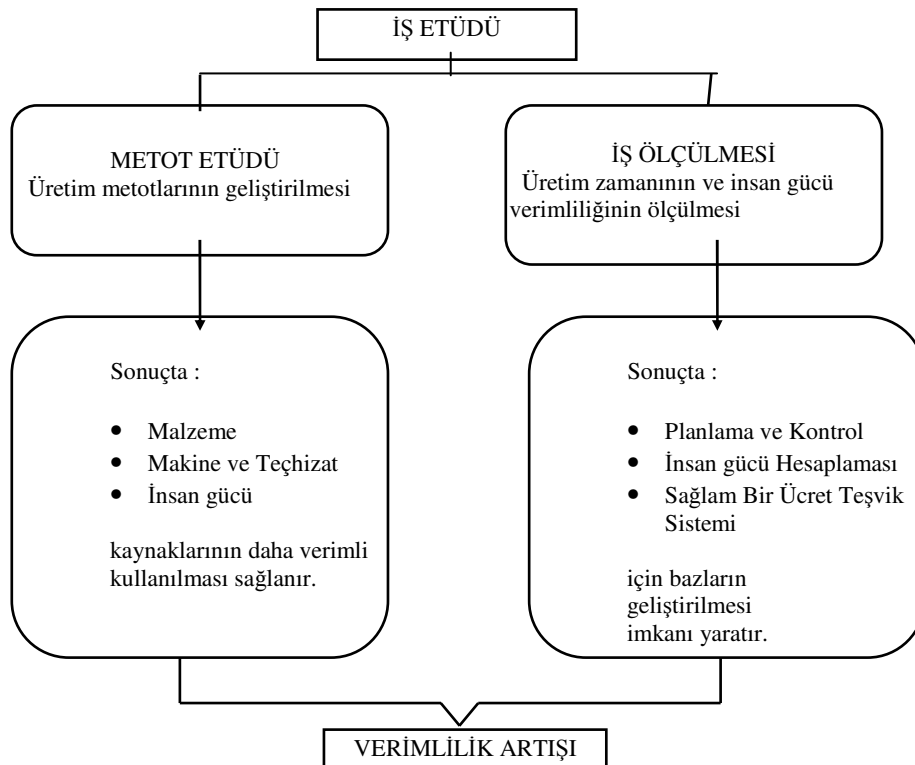 İŞ ETÜDÜ
METOT ETÜDÜ
Üretim metotlarının geliştirilmesi
İŞ ÖLÇÜLMESİ
Üretim zamanının ve insan gücü
verimliliğinin ölçülmesi
Sonuçta :
• Malzeme
• Makine ve Teçhizat
• İnsan gücü
kaynaklarının daha verimli
kullanılması sağlanır.
Sonuçta :
• Planlama ve Kontrol
• İnsan gücü Hesaplaması
• Sağlam Bir Ücret Teşvik
Sistemi
için bazların
geliştirilmesi
imkanı yaratır.
VERİMLİLİK ARTIŞI